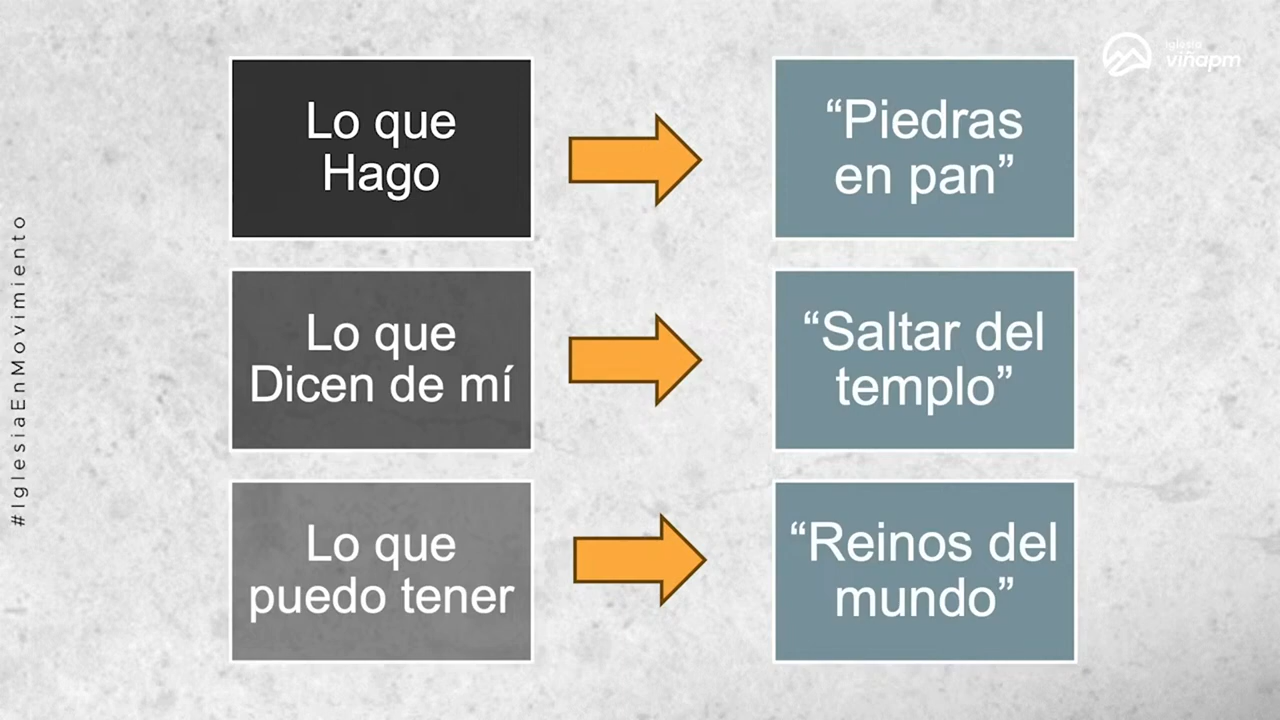 Iglesia
viñapm
Lo que
Hago
“Piedras
en pan”
Lo que
Dicen de mí
“Saltar del
templo”
Lo que
puedo tener
“Reinos del
mundo”
#IglesiaEnMovimiento